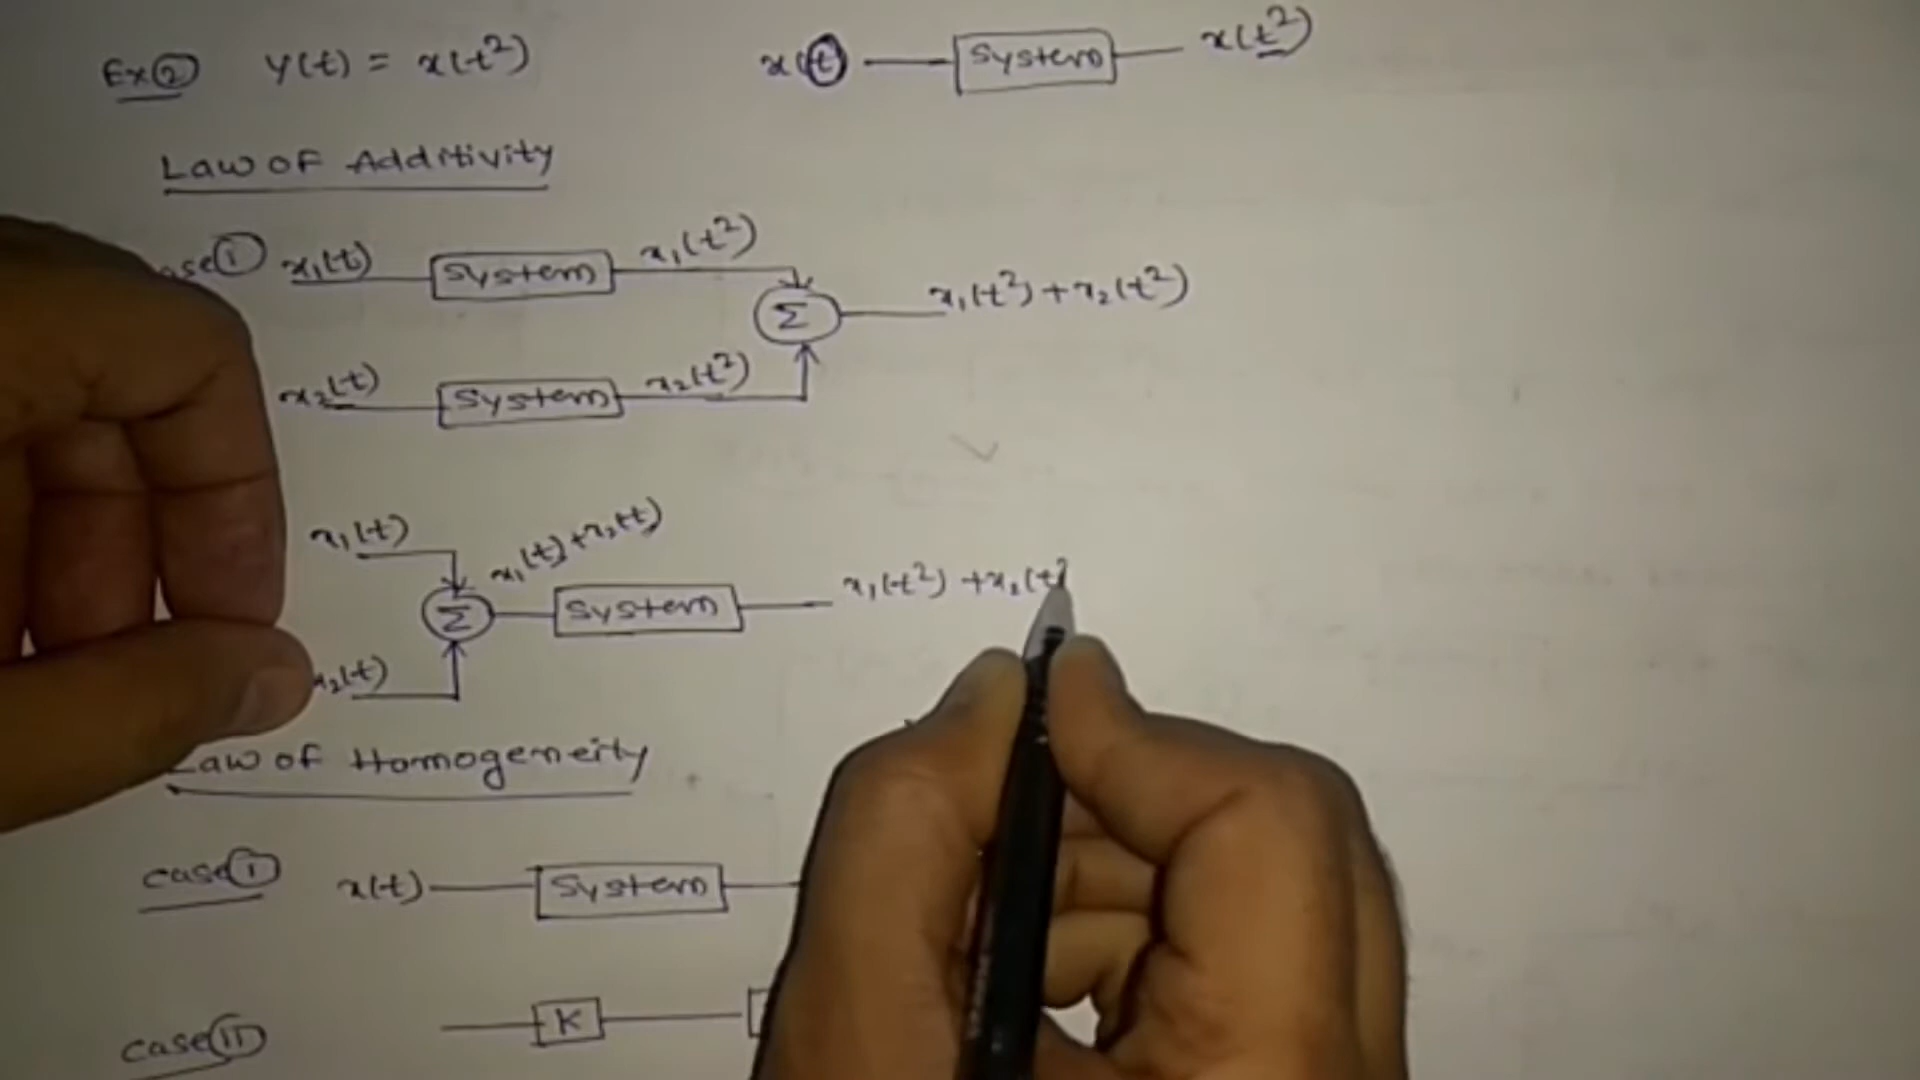 Ex② y(t) = x(t²) x(t) System x(t²)
Law of Additivity
case① x₁(t) System x₁(t²)
Σ x₁(t²)+x₂(t²)
x₂(t) System x₂(t²)
x₁(t) x₁(t)+x₂(t)
Σ System x₁(t²) +x₂(t²
x₂(t)
Law of Homogeneity
case① x(t) System
case⑪ K